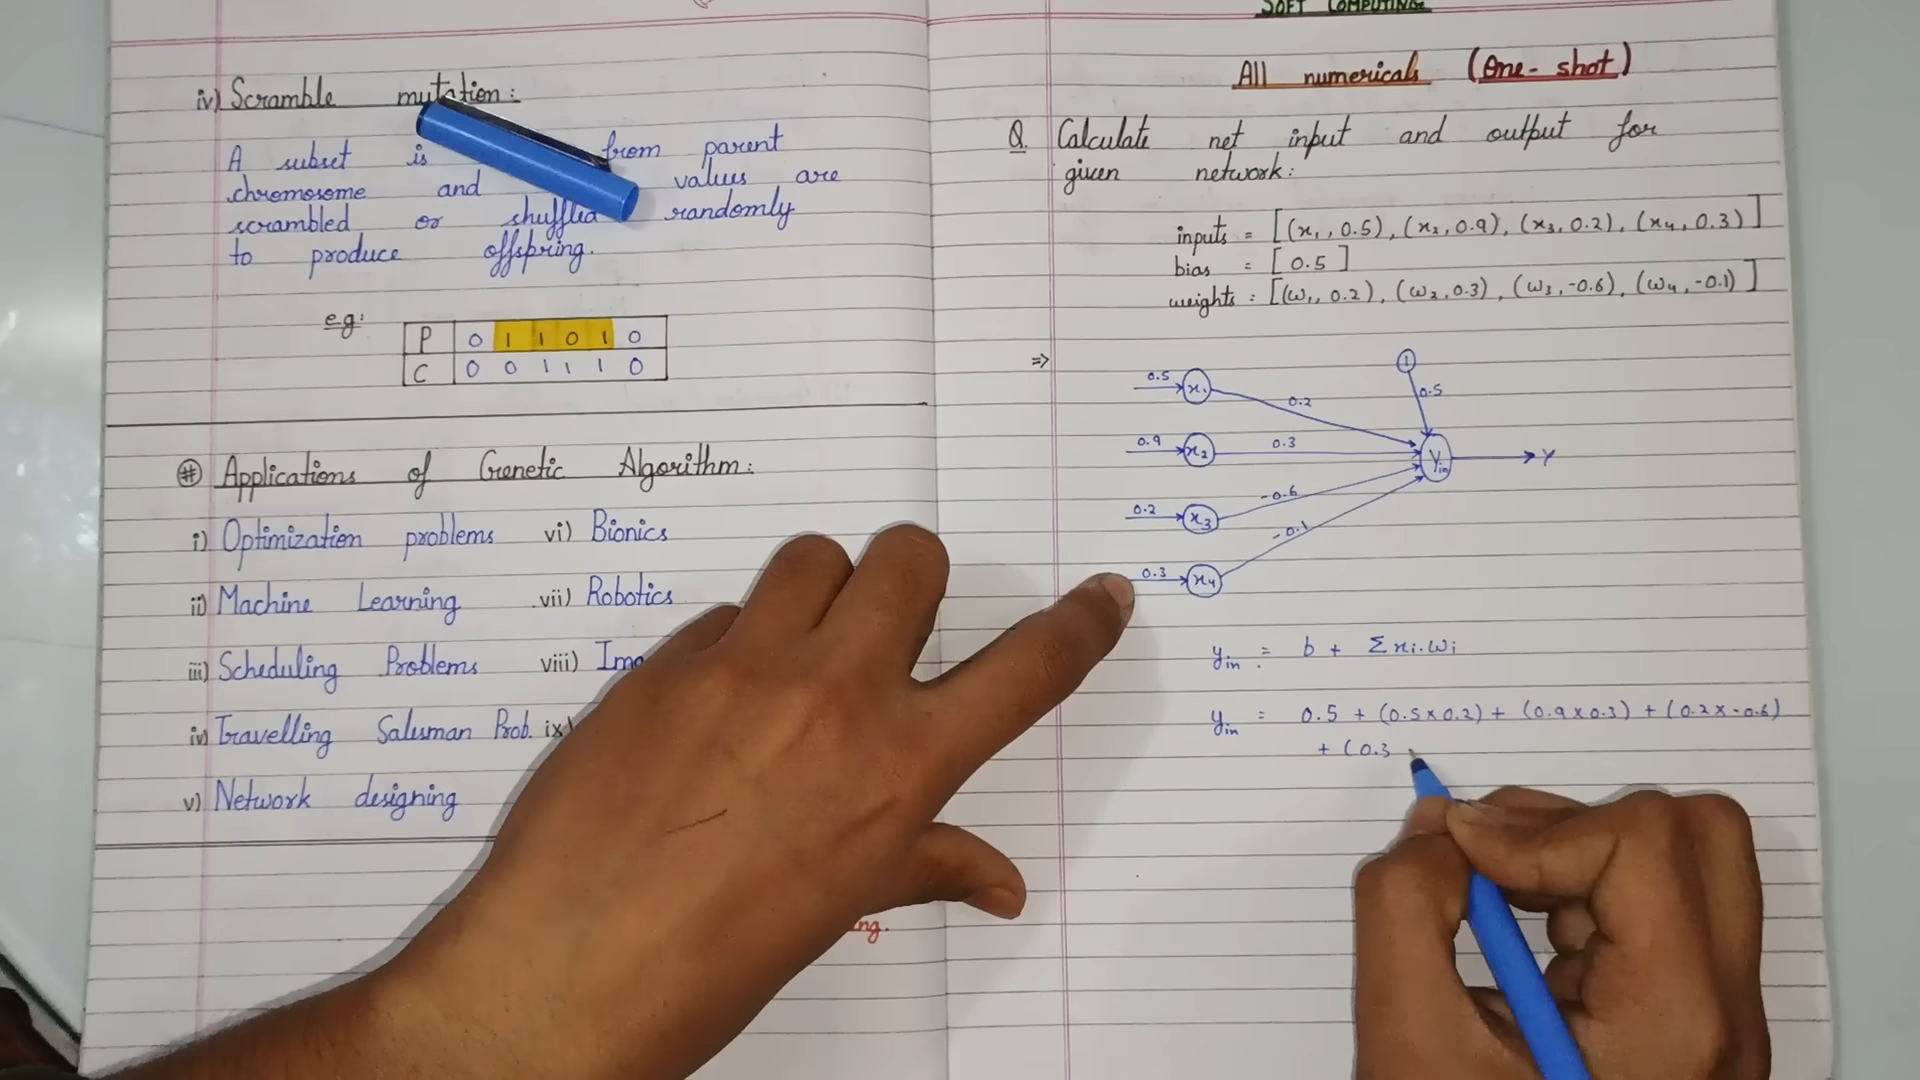 iv) Scramble mutation:
A subset is from parent
chromosome and values are
scrambled or shuffled randomly
to produce offspring.
e.g:
P 0 1 1 0 1 0
C 0 0 1 1 1 0
# Applications of Genetic Algorithm:
i) Optimization problems vi) Bionics
ii) Machine Learning vii) Robotics
iii) Scheduling Problems viii)
iv) Travelling Salesman Prob. ix)
v) Network designing
SOFT COMPUTING
All numericals (One-shot)
Q. Calculate net input and output for
given network:
inputs = [(x1, 0.5), (x2, 0.9), (x3, 0.2), (x4, 0.3)]
bias = [0.5]
weights = [(ω1, 0.2), (ω2, 0.3), (ω3, -0.6), (ω4, -0.1)]
=>
1
0.5 x1 0.2 0.5
0.9 x2 0.3 Yin Y
0.2 x3 -0.6
0.3 x4 -0.1
yin = b + Σxi.ωi
yin = 0.5 + (0.5×0.2) + (0.9×0.3) + (0.2×-0.6)
+ (0.3